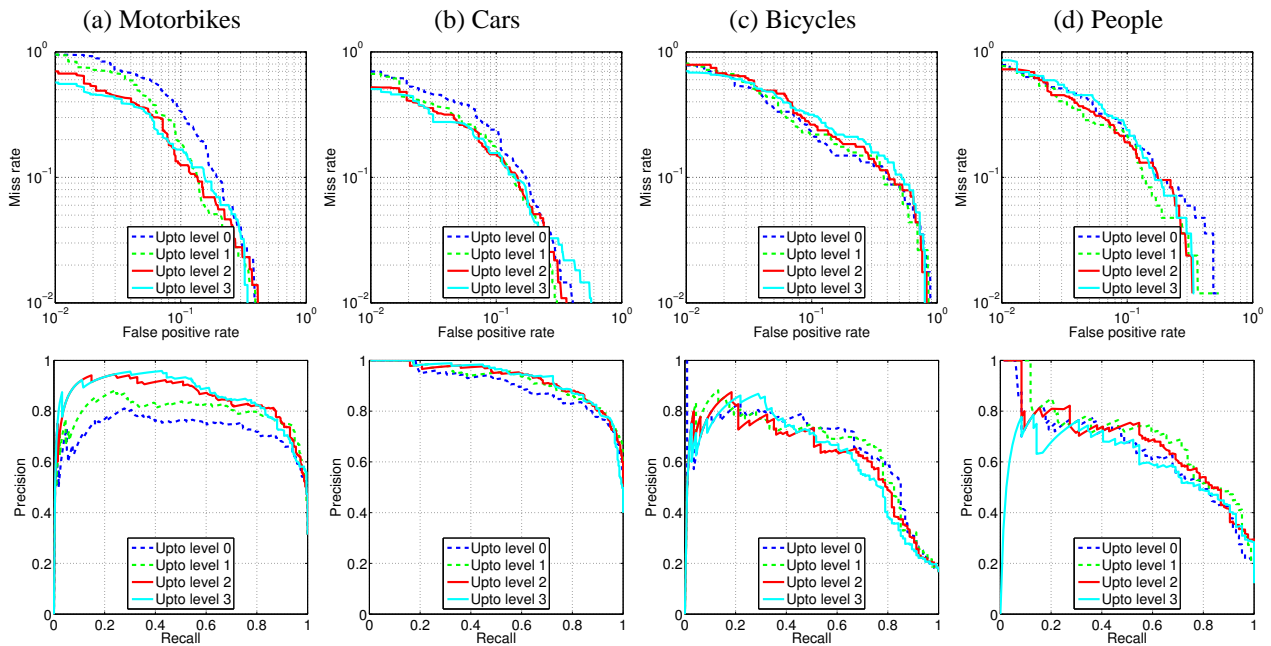 (a) Motorbikes (b) Cars (c) Bicycles (d) People
10^0 10^0 10^0 10^0
Miss rate Miss rate Miss rate Miss rate
10^-1 10^-1 10^-1 10^-1
Upto level 0 Upto level 0 Upto level 0 Upto level 0
Upto level 1 Upto level 1 Upto level 1 Upto level 1
Upto level 2 Upto level 2 Upto level 2 Upto level 2
Upto level 3 Upto level 3 Upto level 3 Upto level 3
10^-2 10^-2 10^-2 10^-2
10^-2 10^-1 10^0 10^-2 10^-1 10^0 10^-2 10^-1 10^0 10^-2 10^-1 10^0
False positive rate False positive rate False positive rate False positive rate
1 1 1 1
0.8 0.8 0.8 0.8
0.6 0.6 0.6 0.6
Precision Precision Precision Precision
0.4 0.4 0.4 0.4
0.2 0.2 0.2 0.2
Upto level 0 Upto level 0 Upto level 0 Upto level 0
Upto level 1 Upto level 1 Upto level 1 Upto level 1
Upto level 2 Upto level 2 Upto level 2 Upto level 2
Upto level 3 Upto level 3 Upto level 3 Upto level 3
0 0 0 0
0 0.2 0.4 0.6 0.8 1 0 0.2 0.4 0.6 0.8 1 0 0.2 0.4 0.6 0.8 1 0 0.2 0.4 0.6 0.8 1
Recall Recall Recall Recall